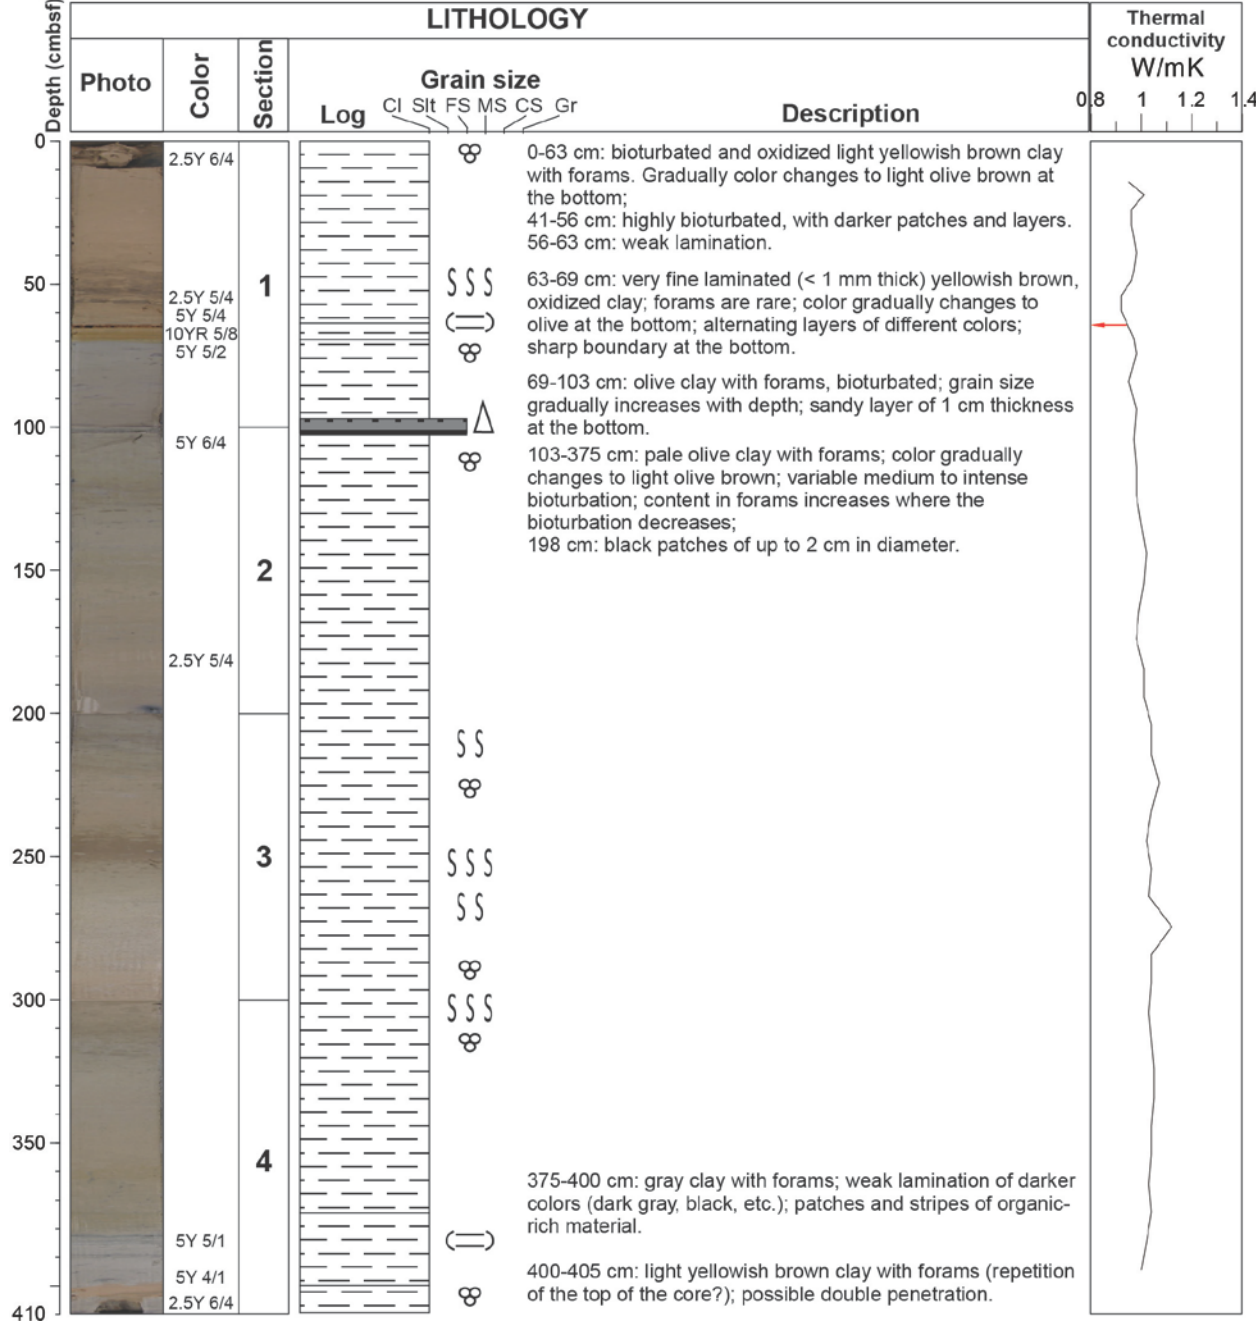 LITHOLOGY
Thermal
conductivity
W/mK
0.8 1 1.2 1.4
Depth (cmbsf)
Photo
Color
Section
Log
Grain size
Cl Slt FS MS CS Gr
Description
0
50
100
150
200
250
300
350
410
2.5Y 6/4
2.5Y 5/4
5Y 5/4
10YR 5/8
5Y 5/2
5Y 6/4
2.5Y 5/4
5Y 5/1
5Y 4/1
2.5Y 6/4
1
2
3
4
0-63 cm: bioturbated and oxidized light yellowish brown clay
with forams. Gradually color changes to light olive brown at
the bottom;
41-56 cm: highly bioturbated, with darker patches and layers.
56-63 cm: weak lamination.
63-69 cm: very fine laminated (< 1 mm thick) yellowish brown,
oxidized clay; forams are rare; color gradually changes to
olive at the bottom; alternating layers of different colors;
sharp boundary at the bottom.
69-103 cm: olive clay with forams, bioturbated; grain size
gradually increases with depth; sandy layer of 1 cm thickness
at the bottom.
103-375 cm: pale olive clay with forams; color gradually
changes to light olive brown; variable medium to intense
bioturbation; content in forams increases where the
bioturbation decreases;
198 cm: black patches of up to 2 cm in diameter.
375-400 cm: gray clay with forams; weak lamination of darker
colors (dark gray, black, etc.); patches and stripes of organic-
rich material.
400-405 cm: light yellowish brown clay with forams (repetition
of the top of the core?); possible double penetration.